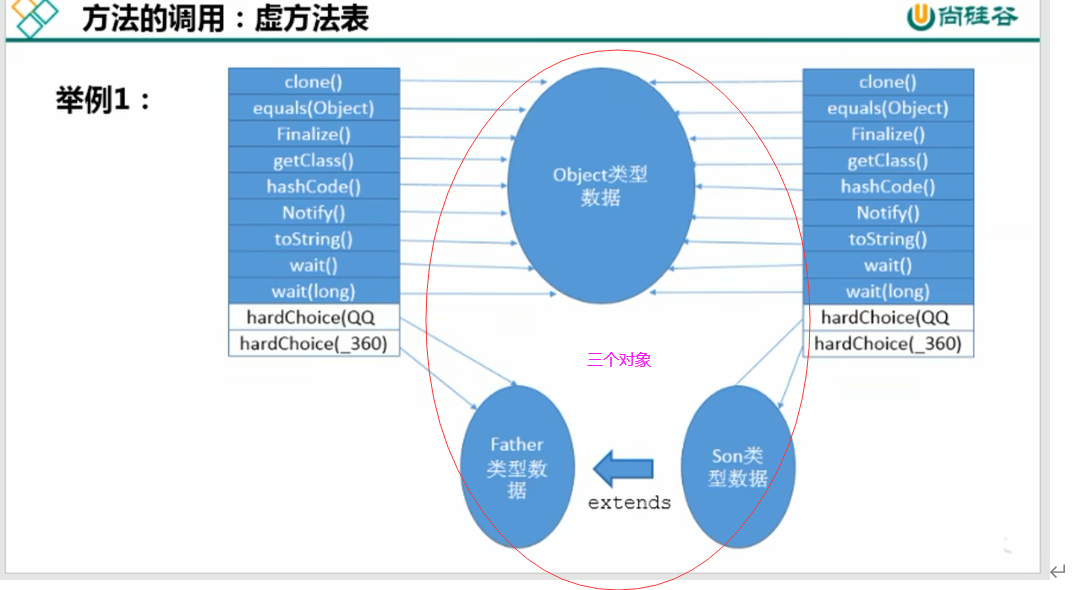 方法的调用：虚方法表
尚硅谷
举例1：
clone()
equals(Object)
Finalize()
getClass()
hashCode()
Notify()
toString()
wait()
wait(long)
hardChoice(QQ
hardChoice(_360)
Object类型
数据
clone()
equals(Object)
Finalize()
getClass()
hashCode()
Notify()
toString()
wait()
wait(long)
hardChoice(QQ
hardChoice(_360)
三个对象
Father
类型数
据
extends
Son类
型数据